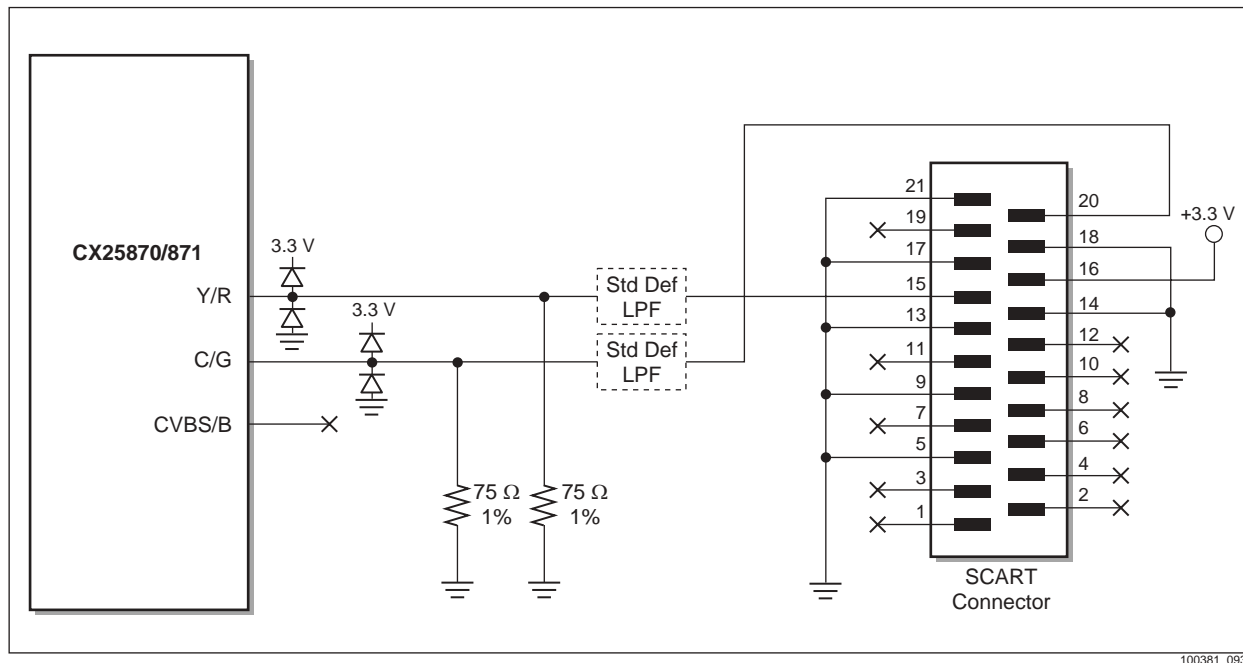 CX25870/871
3.3 V
Y/R
3.3 V
C/G
CVBS/B
Std Def
LPF
Std Def
LPF
75 Ω
1%
75 Ω
1%
21
19
17
15
13
11
9
7
5
3
1
20
18
16
14
12
10
8
6
4
2
+3.3 V
SCART
Connector